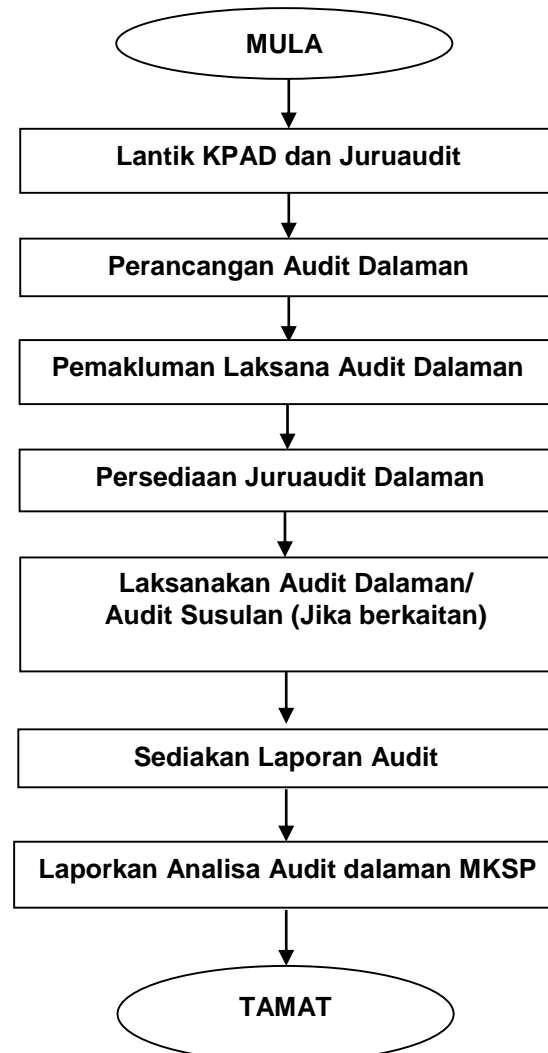 MULA
Lantik KPAD dan Juruaudit
Perancangan Audit Dalaman
Pemakluman Laksana Audit Dalaman
Persediaan Juruaudit Dalaman
Laksanakan Audit Dalaman/
Audit Susulan (Jika berkaitan)
Sediakan Laporan Audit
Laporkan Analisa Audit dalaman MKSP
TAMAT